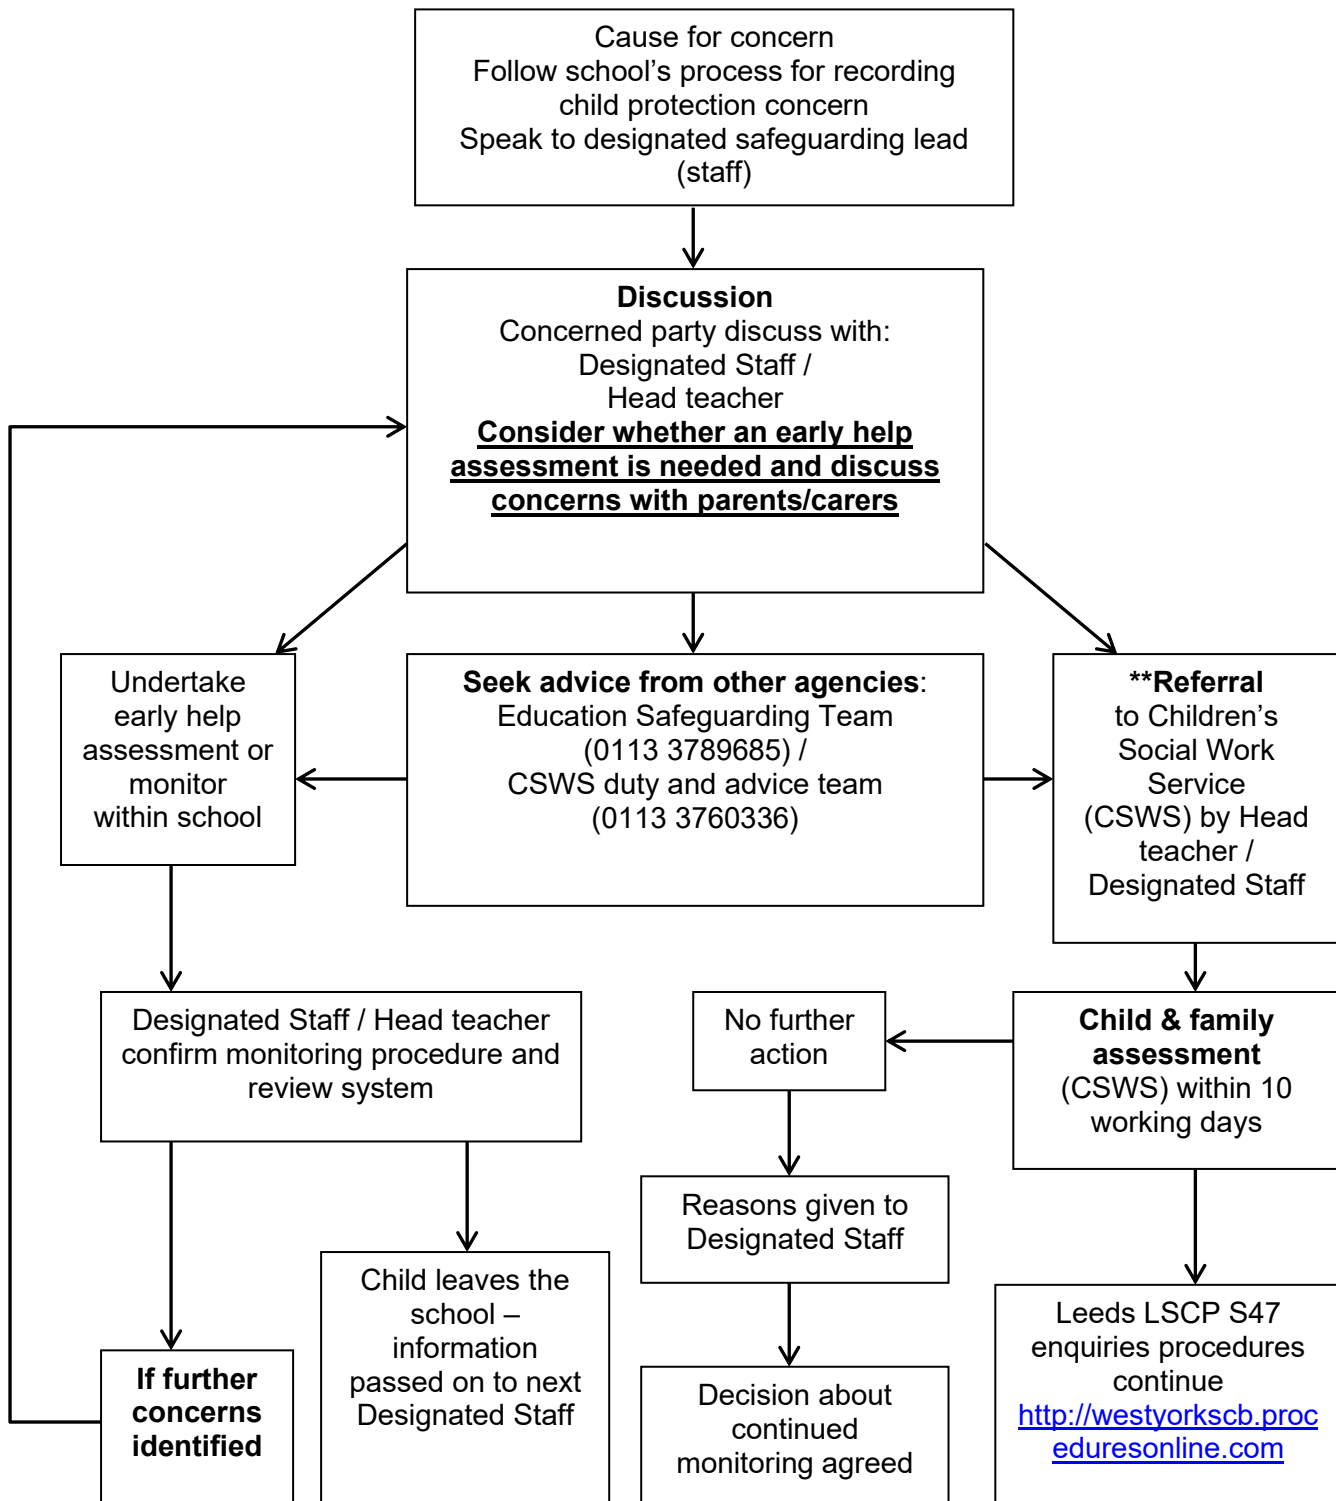 Cause for concern
Follow school's process for recording
child protection concern
Speak to designated safeguarding lead
(staff)
Discussion
Concerned party discuss with:
Designated Staff /
Head teacher
Consider whether an early help
assessment is needed and discuss
concerns with parents/carers
Undertake
early help
assessment or
monitor
within school
Seek advice from other agencies:
Education Safeguarding Team
(0113 3789685) /
CSWS duty and advice team
(0113 3760336)
**Referral
to Children's
Social Work
Service
(CSWS) by Head
teacher /
Designated Staff
Designated Staff / Head teacher
confirm monitoring procedure and
review system
No further
action
Child & family
assessment
(CSWS) within 10
working days
Reasons given to
Designated Staff
Child leaves the
school –
information
passed on to next
Designated Staff
Leeds LSCP S47
enquiries procedures
continue
http://westyorkscb.proc
eduresonline.com
If further
concerns
identified
Decision about
continued
monitoring agreed